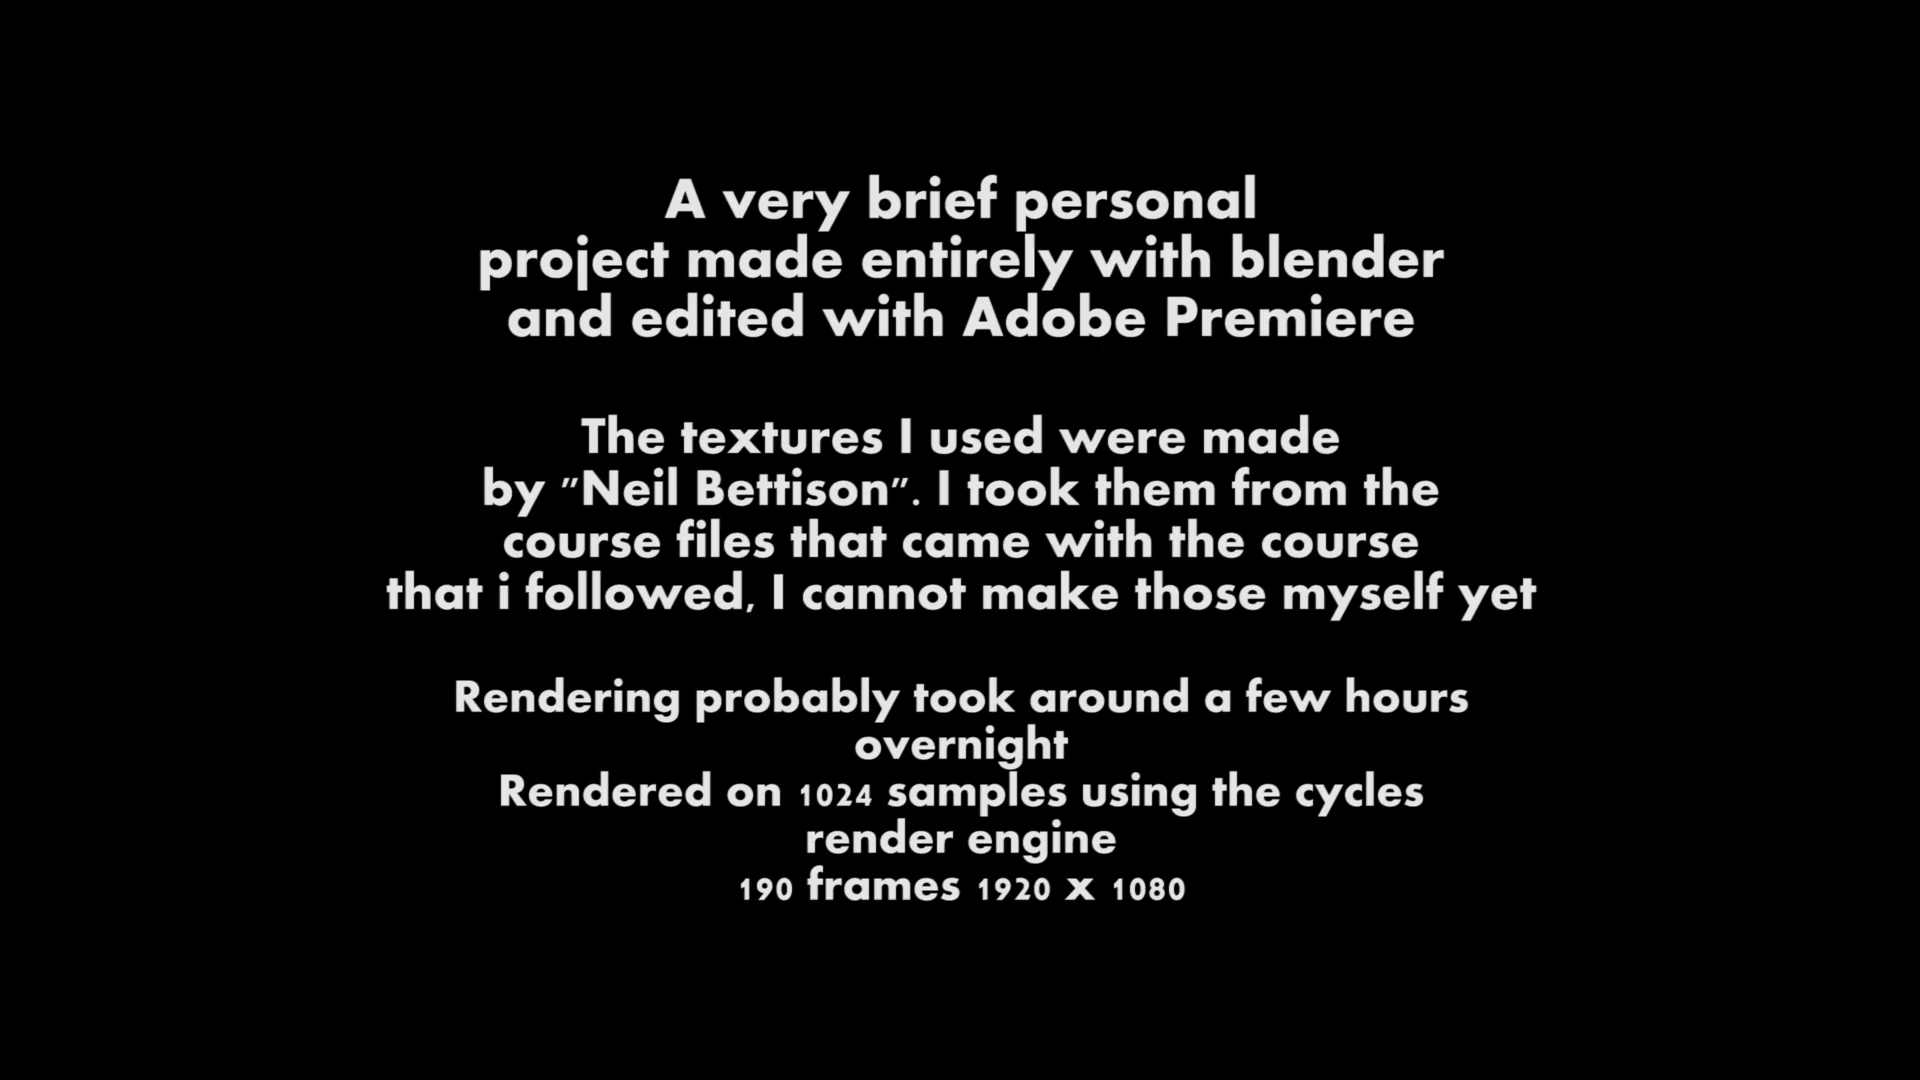 A very brief personal
project made entirely with blender
and edited with Adobe Premiere
The textures I used were made
by "Neil Bettison". I took them from the
course files that came with the course
that i followed, I cannot make those myself yet
Rendering probably took around a few hours
overnight
Rendered on 1024 samples using the cycles
render engine
190 frames 1920 x 1080